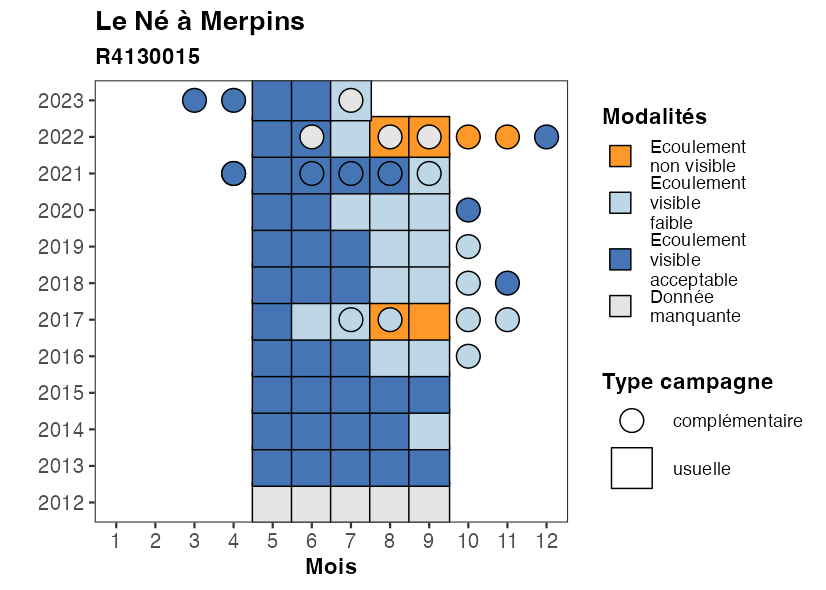 Le Né à Merpins
R4130015
2023
2022
2021
2020
2019
2018
2017
2016
2015
2014
2013
2012
1 2 3 4 5 6 7 8 9 10 11 12
Mois
Modalités
Ecoulement
non visible
Ecoulement
visible
faible
Ecoulement
visible
acceptable
Donnée
manquante
Type campagne
complémentaire
usuelle